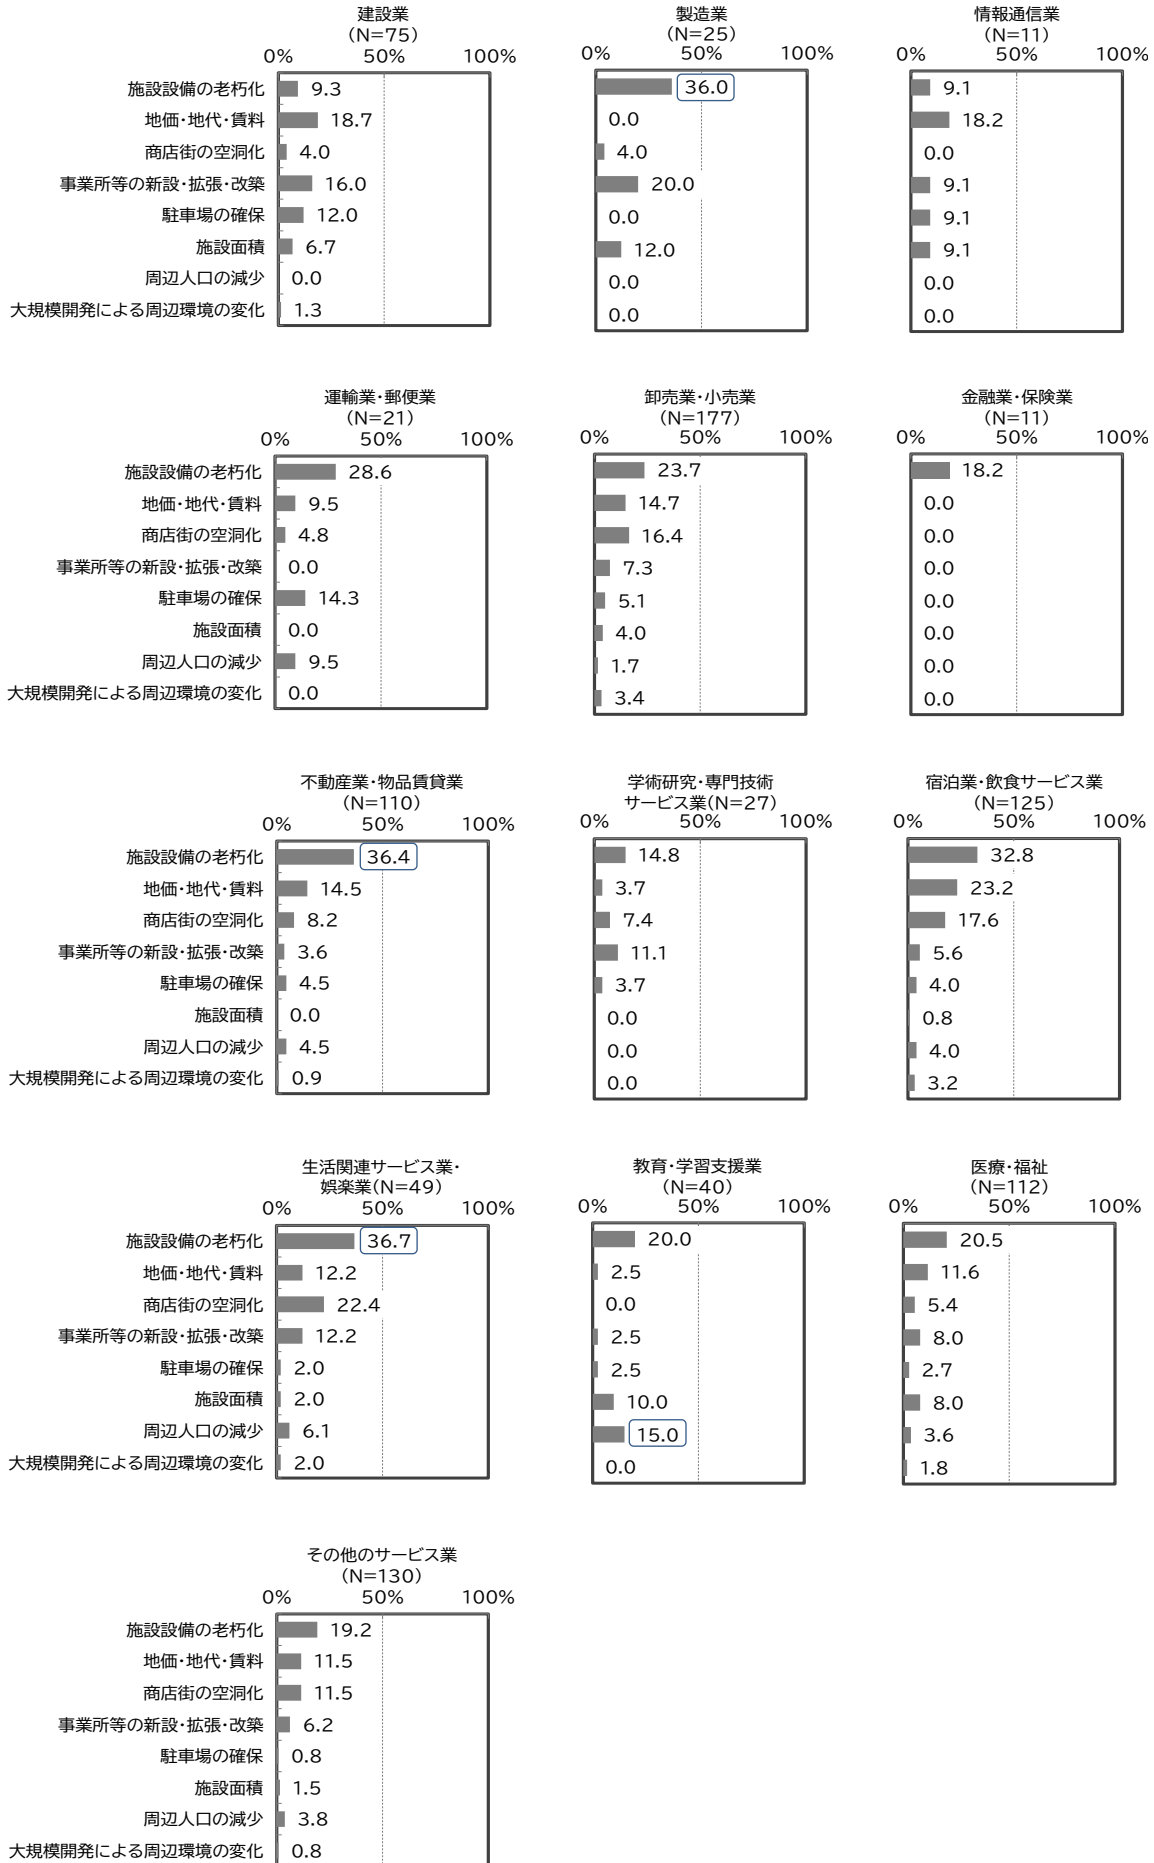 建設業
(N=75)
0% 50% 100%
施設設備の老朽化 9.3
地価・地代・賃料 18.7
商店街の空洞化 4.0
事業所等の新設・拡張・改築 16.0
駐車場の確保 12.0
施設面積 6.7
周辺人口の減少 0.0
大規模開発による周辺環境の変化 1.3
製造業
(N=25)
0% 50% 100%
36.0
0.0
4.0
20.0
0.0
12.0
0.0
0.0
情報通信業
(N=11)
0% 50% 100%
9.1
18.2
0.0
9.1
9.1
9.1
0.0
0.0
運輸業・郵便業
(N=21)
0% 50% 100%
施設設備の老朽化 28.6
地価・地代・賃料 9.5
商店街の空洞化 4.8
事業所等の新設・拡張・改築 0.0
駐車場の確保 14.3
施設面積 0.0
周辺人口の減少 9.5
大規模開発による周辺環境の変化 0.0
卸売業・小売業
(N=177)
0% 50% 100%
23.7
14.7
16.4
7.3
5.1
4.0
1.7
3.4
金融業・保険業
(N=11)
0% 50% 100%
18.2
0.0
0.0
0.0
0.0
0.0
0.0
0.0
不動産業・物品賃貸業
(N=110)
0% 50% 100%
施設設備の老朽化 36.4
地価・地代・賃料 14.5
商店街の空洞化 8.2
事業所等の新設・拡張・改築 3.6
駐車場の確保 4.5
施設面積 0.0
周辺人口の減少 4.5
大規模開発による周辺環境の変化 0.9
学術研究・専門技術
サービス業(N=27)
0% 50% 100%
14.8
3.7
7.4
11.1
3.7
0.0
0.0
0.0
宿泊業・飲食サービス業
(N=125)
0% 50% 100%
32.8
23.2
17.6
5.6
4.0
0.8
4.0
3.2
生活関連サービス業・
娯楽業(N=49)
0% 50% 100%
施設設備の老朽化 36.7
地価・地代・賃料 12.2
商店街の空洞化 22.4
事業所等の新設・拡張・改築 12.2
駐車場の確保 2.0
施設面積 2.0
周辺人口の減少 6.1
大規模開発による周辺環境の変化 2.0
教育・学習支援業
(N=40)
0% 50% 100%
20.0
2.5
0.0
2.5
2.5
10.0
15.0
0.0
医療・福祉
(N=112)
0% 50% 100%
20.5
11.6
5.4
8.0
2.7
8.0
3.6
1.8
その他のサービス業
(N=130)
0% 50% 100%
施設設備の老朽化 19.2
地価・地代・賃料 11.5
商店街の空洞化 11.5
事業所等の新設・拡張・改築 6.2
駐車場の確保 0.8
施設面積 1.5
周辺人口の減少 3.8
大規模開発による周辺環境の変化 0.8